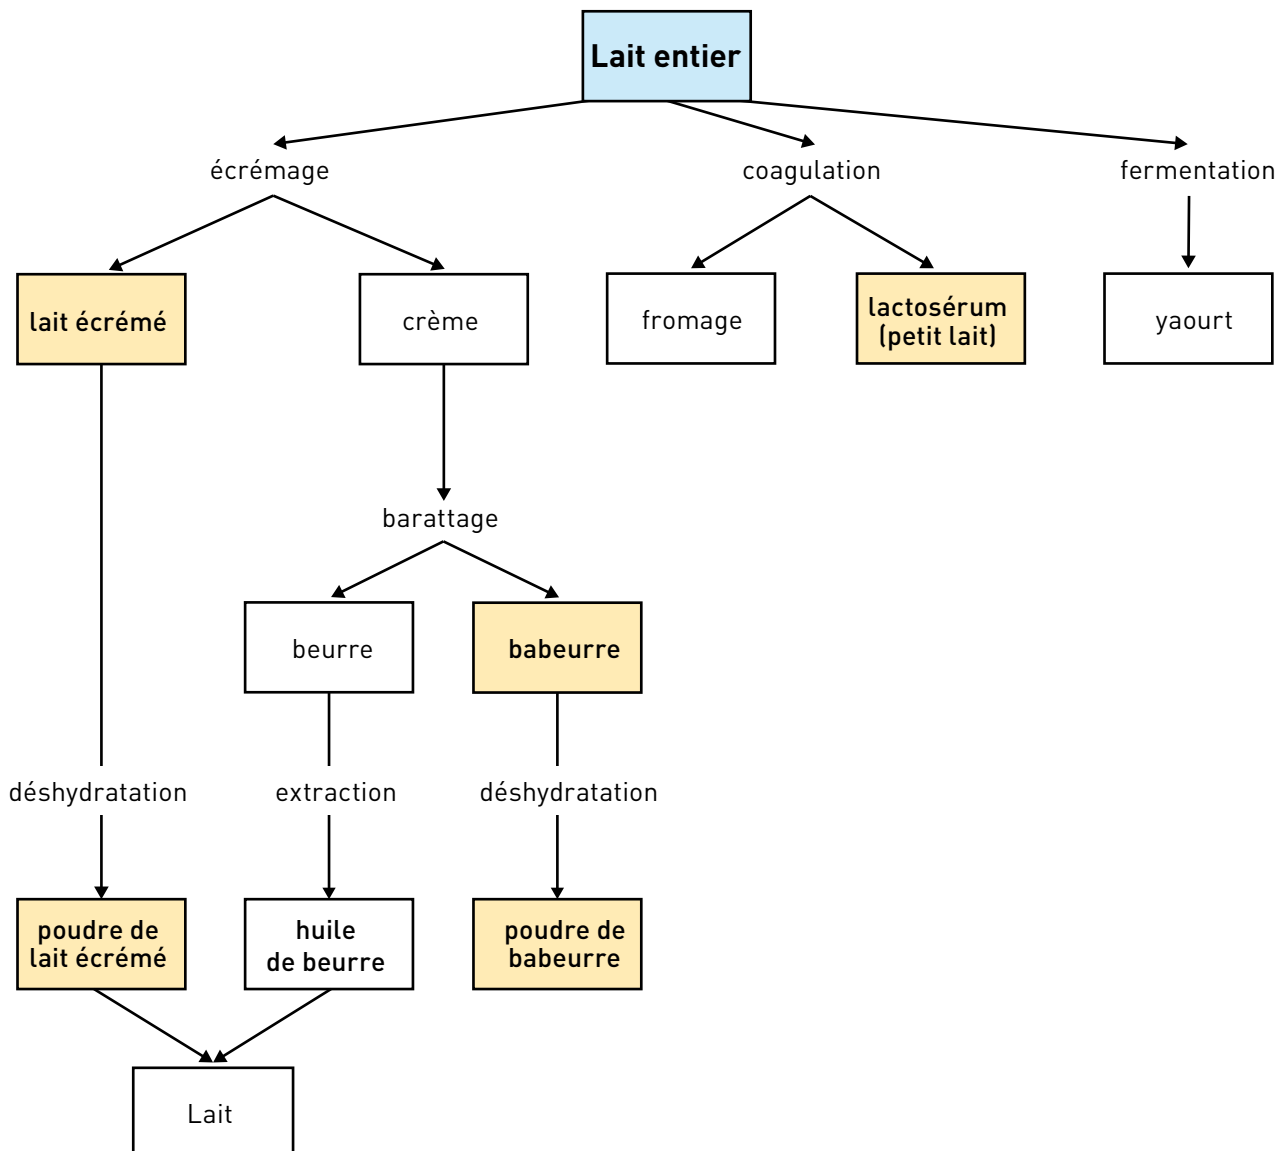 Lait entier
écrémage
coagulation
fermentation
lait écrémé
crème
fromage
lactosérum
(petit lait)
yaourt
barattage
beurre
babeurre
déshydratation
extraction
déshydratation
poudre de
lait écrémé
huile
de beurre
poudre de
babeurre
Lait